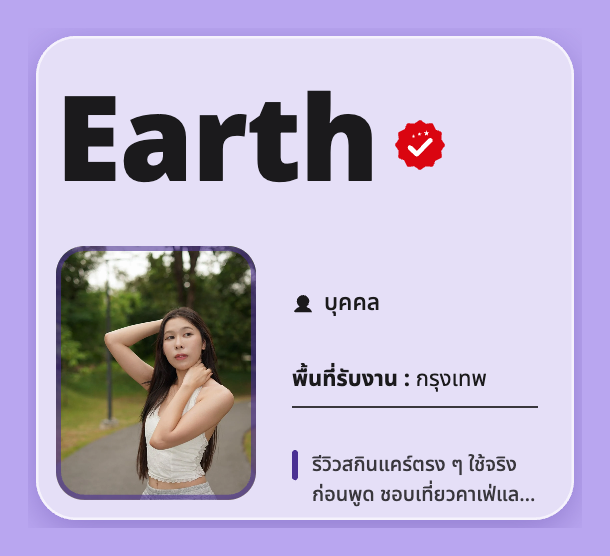 Earth
บุคคล
พื้นที่รับงาน : กรุงเทพ
รีวิวสกินแคร์ตรง ๆ ใช้จริง
ก่อนพูด ชอบเที่ยวคาเฟ่แล...